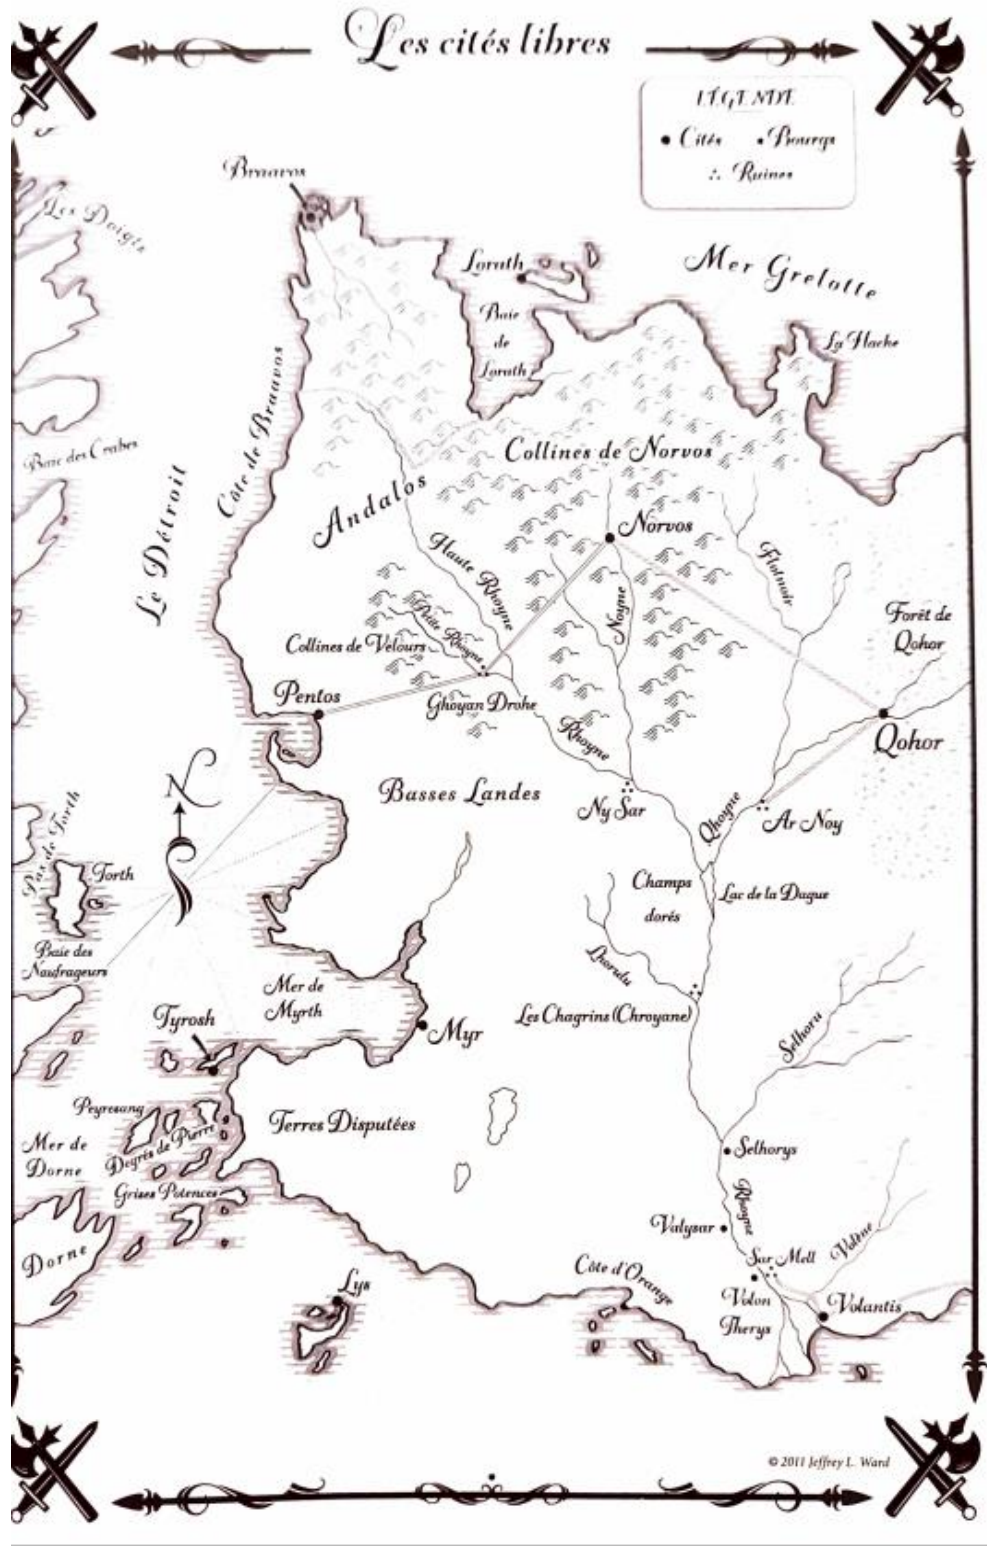 Les cités libres
LÉGENDE
Cités
Bourgs
Ruines
Braavos
Les Doigts
Lorath
Mer Grelotte
Baie
de
Lorath
La Hache
Côte de Braavos
Baie des Crabes
Collines de Norvos
Le Détroit
Andalos
Norvos
Haute Rhoyne
Flotnoir
Noyne
Petite Rhoyne
Forêt de
Qohor
Collines de Velours
Pentos
Ghoyan Drohe
Rhoyne
Qohor
Basses Landes
Ny Sar
Qhoyne
Ar Noy
Pas de Torth
Torth
Champs
dorés
Lac de la Dague
Baie des
Naufrageurs
Lhorulu
Mer de
Myrth
Tyrosh
Les Chagrins (Chroyane)
Myr
Selhoru
Peyresang
Terres Disputées
Degrés de Pierre
Mer de
Dorne
Selhorys
Grises Potences
Rhoyne
Valysar
Volène
Dorne
Sar Mell
Côte d'Orange
Lys
Volon
Therys
Volantis
© 2011 Jeffrey L. Ward